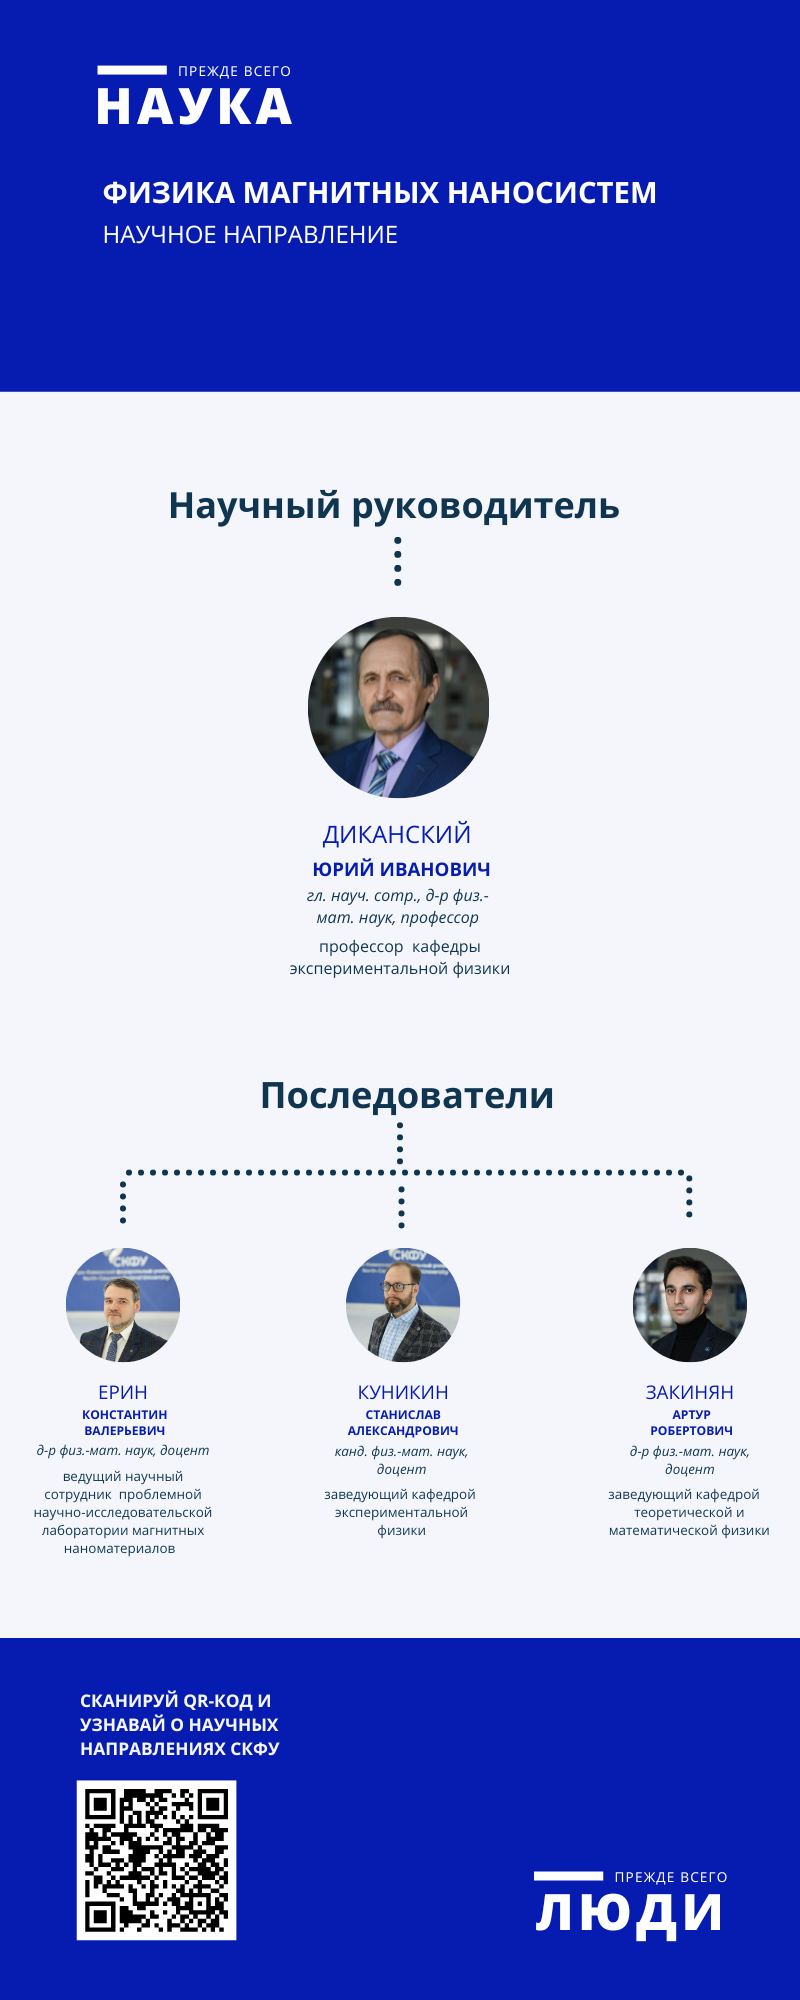 ПРЕЖДЕ ВСЕГО
НАУКА
ФИЗИКА МАГНИТНЫХ НАНОСИСТЕМ
НАУЧНОЕ НАПРАВЛЕНИЕ
Научный руководитель
ДИКАНСКИЙ
ЮРИЙ ИВАНОВИЧ
гл. науч. сотр., д-р физ.-
мат. наук, профессор
профессор кафедры
экспериментальной физики
Последователи
СКФУ
ЕРИН
КОНСТАНТИН
ВАЛЕРЬЕВИЧ
д-р физ.-мат. наук, доцент
ведущий научный
сотрудник проблемной
научно-исследовательской
лаборатории магнитных
наноматериалов
СКФУ
КУНИКИН
СТАНИСЛАВ
АЛЕКСАНДРОВИЧ
канд. физ.-мат. наук,
доцент
заведующий кафедрой
экспериментальной
физики
ЗАКИНЯН
АРТУР
РОБЕРТОВИЧ
д-р физ.-мат. наук,
доцент
заведующий кафедрой
теоретической и
математической физики
СКАНИРУЙ QR-КОД И
УЗНАВАЙ О НАУЧНЫХ
НАПРАВЛЕНИЯХ СКФУ
ПРЕЖДЕ ВСЕГО
ЛЮДИ